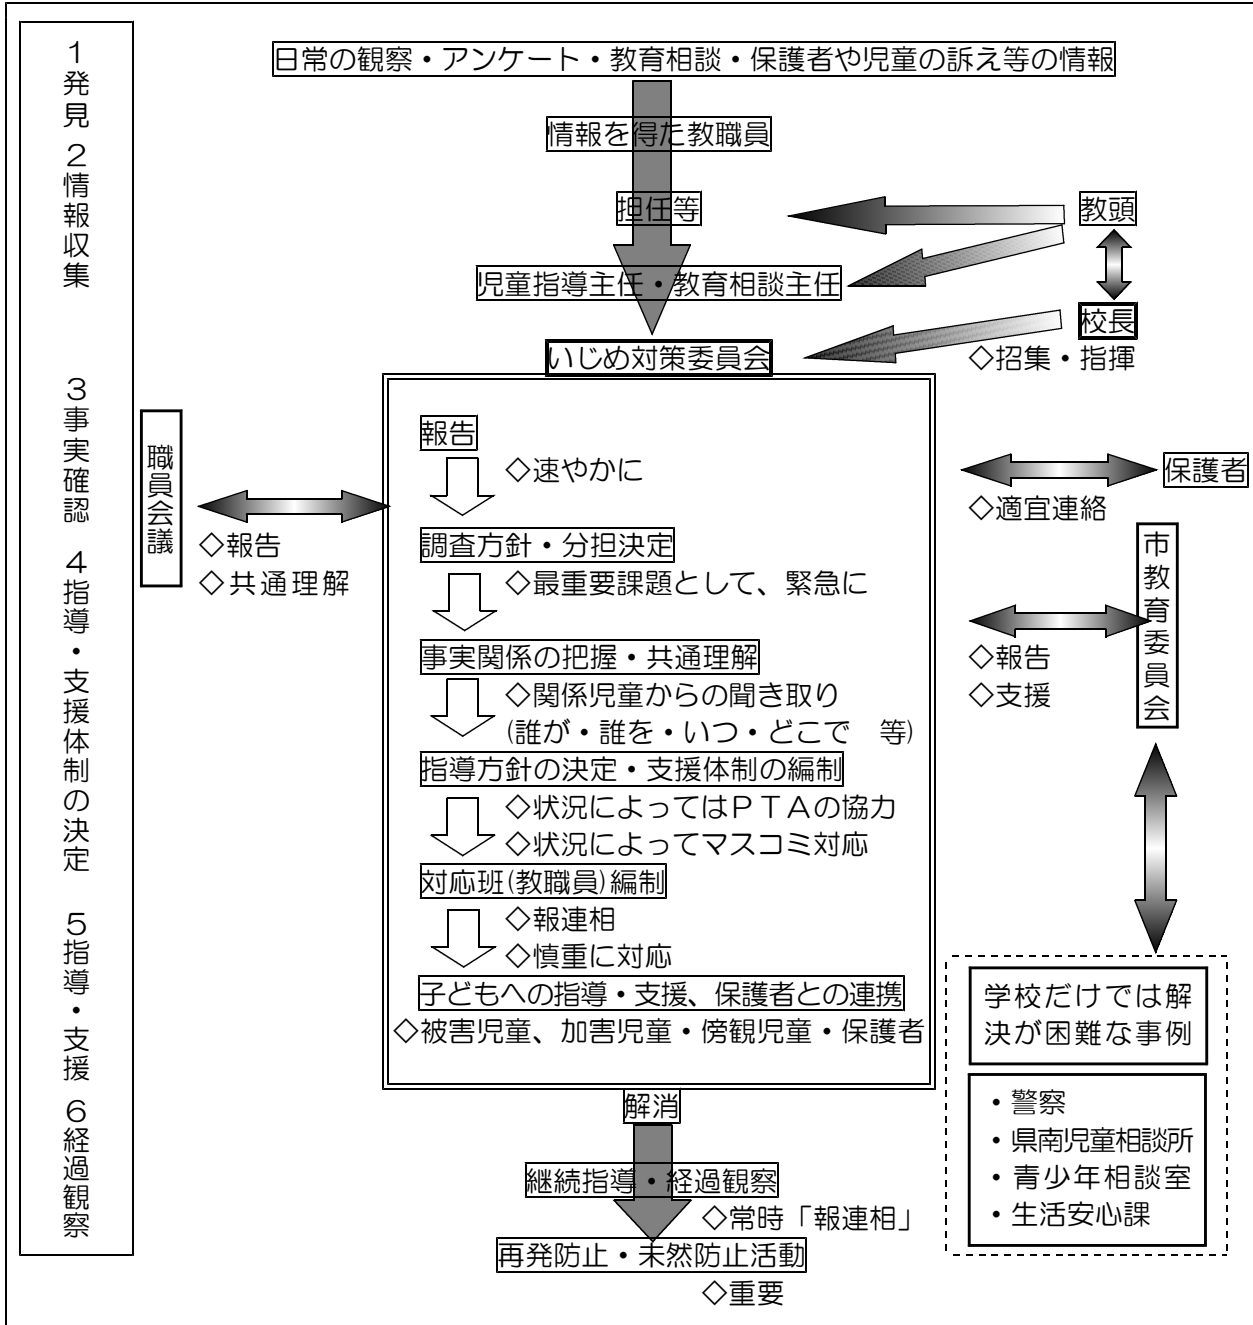 1 発見
2 情報収集
3 事実確認
4 指導・支援体制の決定
5 指導・支援
6 経過観察
日常の観察・アンケート・教育相談・保護者や児童の訴え等の情報
情報を得た教職員
担任等
教頭
児童指導主任・教育相談主任
校長
◇招集・指揮
いじめ対策委員会
職員会議
◇報告
◇共通理解
報告
◇速やかに
調査方針・分担決定
◇最重要課題として、緊急に
事実関係の把握・共通理解
◇関係児童からの聞き取り
(誰が・誰を・いつ・どこで　等)
指導方針の決定・支援体制の編制
◇状況によってはＰＴＡの協力
◇状況によってマスコミ対応
対応班(教職員)編制
◇報連相
◇慎重に対応
子どもへの指導・支援、保護者との連携
◇被害児童、加害児童・傍観児童・保護者
保護者
◇適宜連絡
市教育委員会
◇報告
◇支援
学校だけでは解
決が困難な事例
・警察
・県南児童相談所
・青少年相談室
・生活安心課
解消
継続指導・経過観察
◇常時「報連相」
再発防止・未然防止活動
◇重要